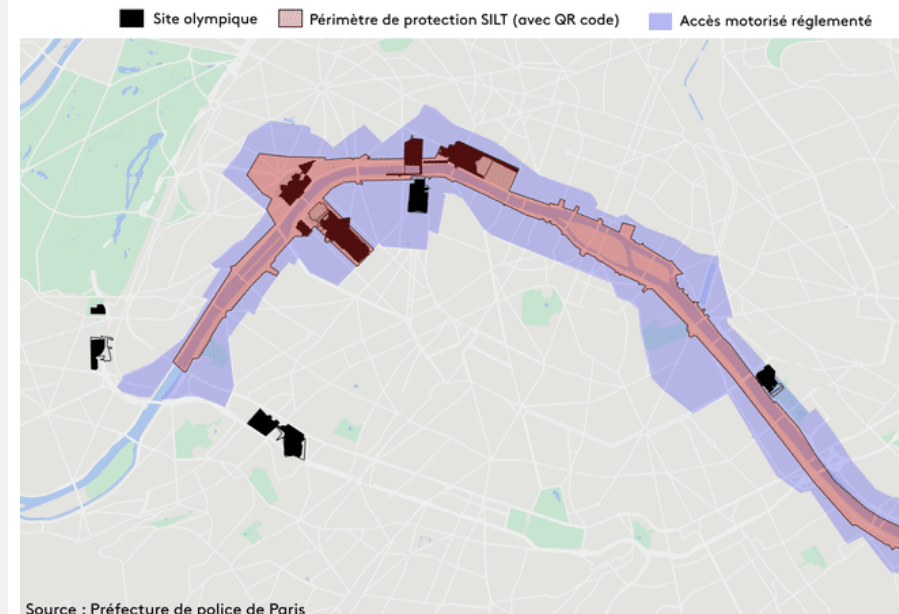 Site olympique
Périmètre de protection SILT (avec QR code)
Accès motorisé réglementé
Source : Préfecture de police de Paris